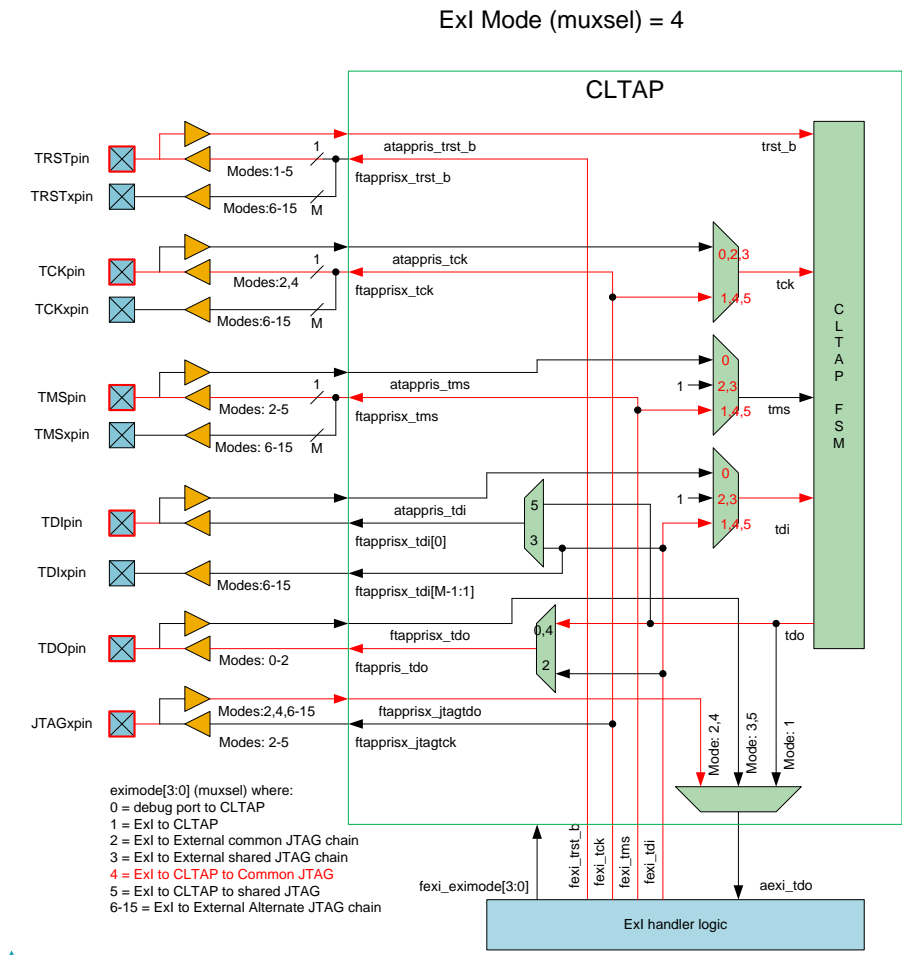 ExI Mode (muxsel) = 4
CLTAP
TRSTpin
1
atappris_trst_b
trst_b
Modes:1-5
ftapprisx_trst_b
TRSTxpin
Modes:6-15
M
TCKpin
1
atappris_tck
0,2,3
Modes:2,4
ftapprisx_tck
tck
TCKxpin
1,4,5
Modes:6-15
M
C
L
T
A
P
F
S
M
TMSpin
1
atappris_tms
0
1
2,3
Modes: 2-5
ftapprisx_tms
1,4,5
tms
TMSxpin
Modes: 6-15
M
0
TDIpin
atappris_tdi
5
1
2,3
ftapprisx_tdi[0]
3
1,4,5
tdi
TDIxpin
Modes:6-15
ftapprisx_tdi[M-1:1]
TDOpin
ftapprisx_tdo
0,4
tdo
Modes: 0-2
ftappris_tdo
2
JTAGxpin
Modes:2,4,6-15
ftapprisx_jtagtdo
Modes: 2-5
ftapprisx_jtagtck
Mode: 2,4
Mode: 3,5
Mode: 1
eximode[3:0] (muxsel) where:
0 = debug port to CLTAP
1 = ExI to CLTAP
2 = ExI to External common JTAG chain
3 = ExI to External shared JTAG chain
4 = ExI to CLTAP to Common JTAG
5 = ExI to CLTAP to shared JTAG
6-15 = ExI to External Alternate JTAG chain
fexi_eximode[3:0]
fexi_trst_b
fexi_tck
fexi_tms
fexi_tdi
aexi_tdo
ExI handler logic